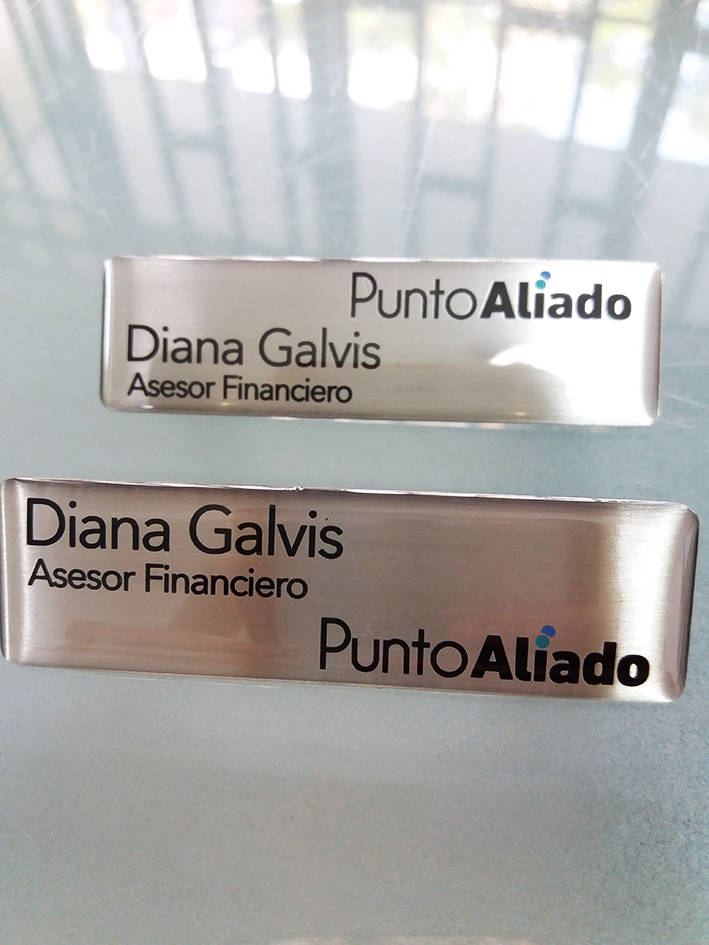 PuntoAliado
Diana Galvis
Asesor Financiero
Diana Galvis
Asesor Financiero
PuntoAliado